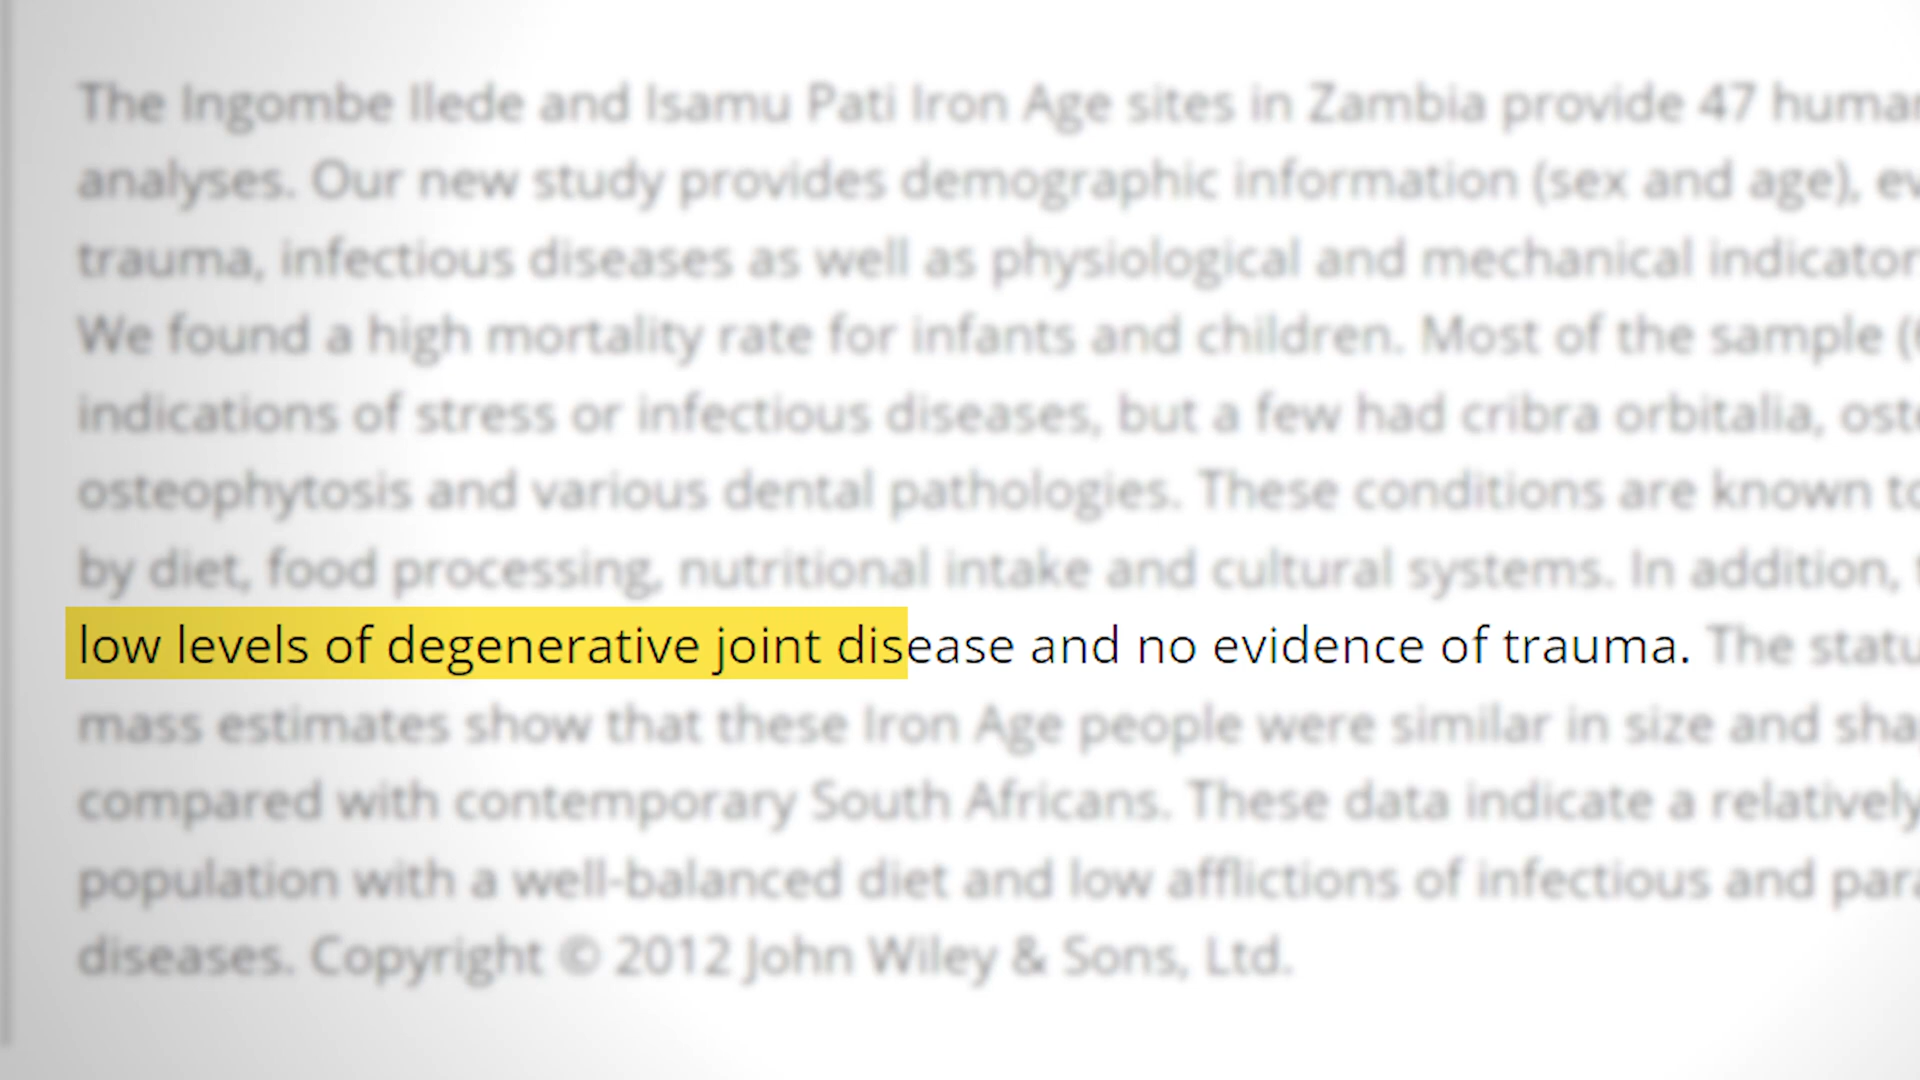 The Ingombe Ilede and Isamu Pati Iron Age sites in Zambia provide 47 human
analyses. Our new study provides demographic information (sex and age), ev
trauma, infectious diseases as well as physiological and mechanical indicator
We found a high mortality rate for infants and children. Most of the sample (
indications of stress or infectious diseases, but a few had cribra orbitalia, oste
osteophytosis and various dental pathologies. These conditions are known to
by diet, food processing, nutritional intake and cultural systems. In addition,
low levels of degenerative joint disease and no evidence of trauma. The statu
mass estimates show that these Iron Age people were similar in size and sha
compared with contemporary South Africans. These data indicate a relatively
population with a well-balanced diet and low afflictions of infectious and para
diseases. Copyright © 2012 John Wiley & Sons, Ltd.